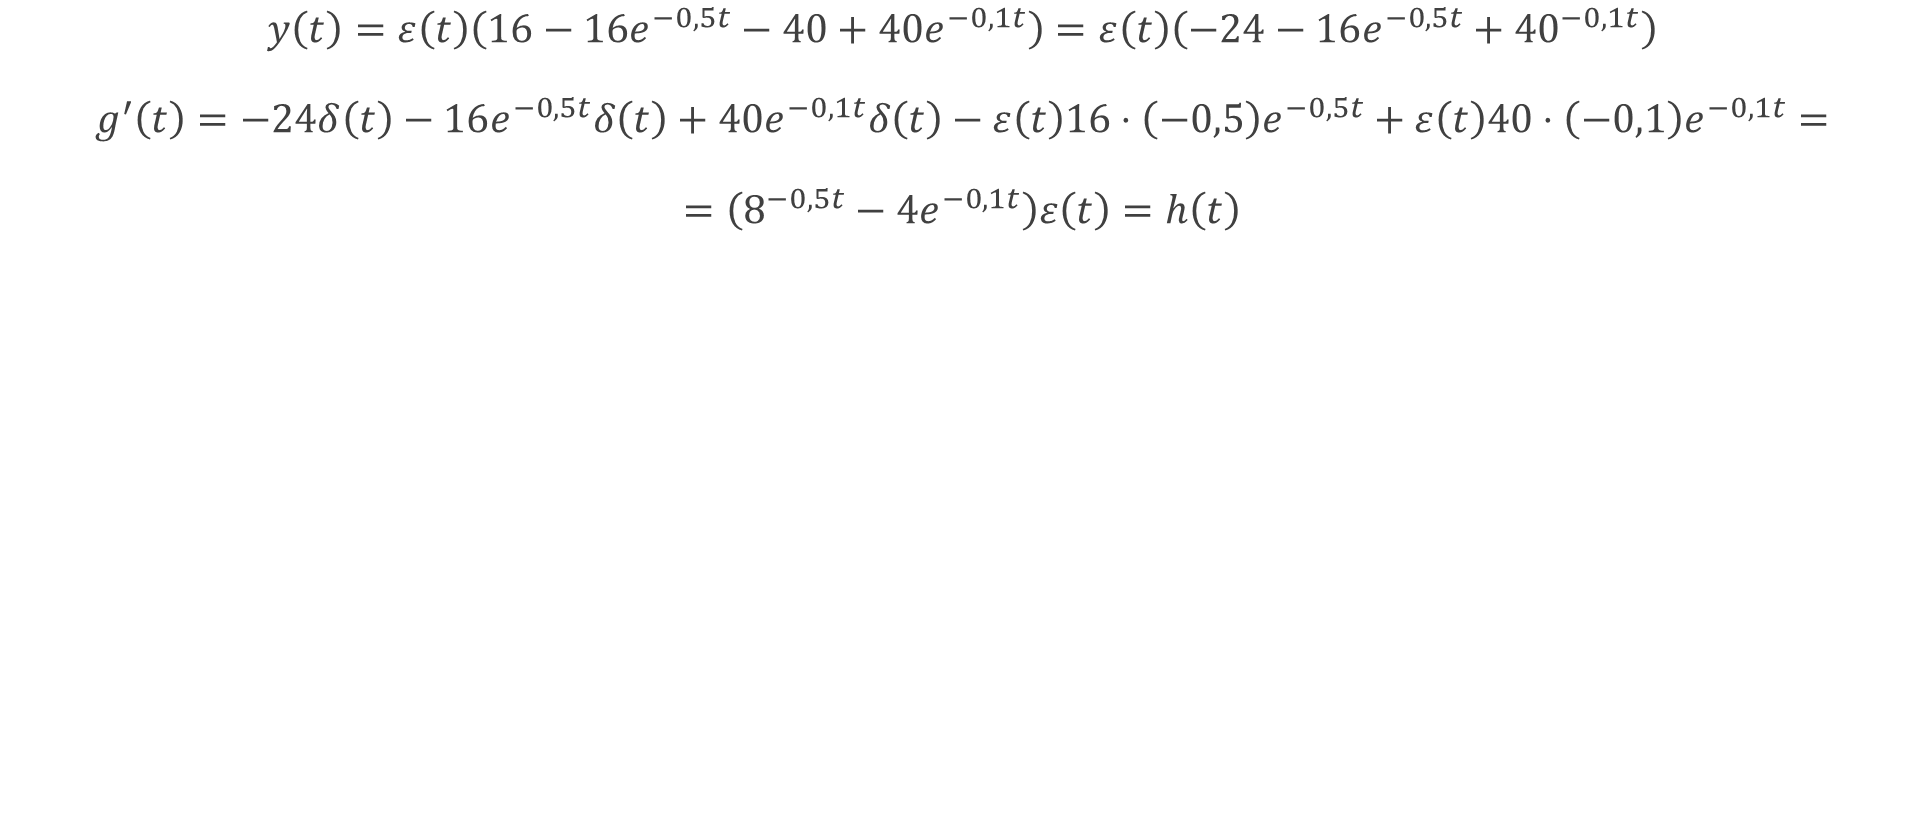 y(t) = ε(t)(16 − 16e^{−0,5t} − 40 + 40e^{−0,1t}) = ε(t)(−24 − 16e^{−0,5t} + 40^{−0,1t})
g′(t) = −24δ(t) − 16e^{−0,5t}δ(t) + 40e^{−0,1t}δ(t) − ε(t)16 · (−0,5)e^{−0,5t} + ε(t)40 · (−0,1)e^{−0,1t} =
= (8^{−0,5t} − 4e^{−0,1t})ε(t) = h(t)